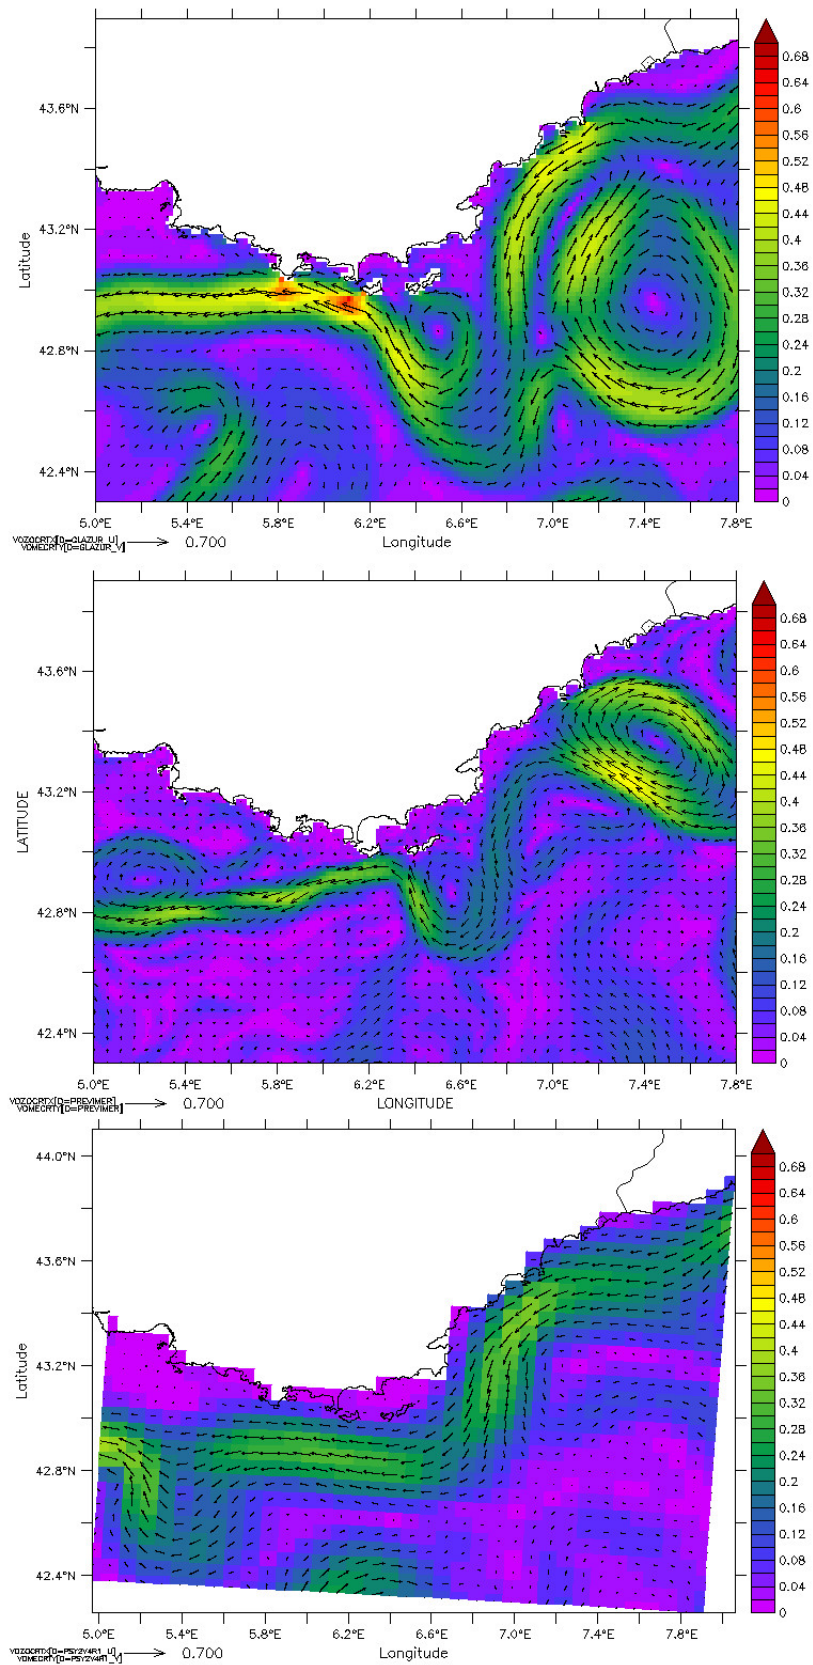 0.68
0.64
43.6°N
0.6
0.56
0.52
0.48
43.2°N
0.44
Latitude
0.4
0.36
0.32
42.8°N
0.28
0.24
0.2
0.16
0.12
42.4°N
0.08
0.04
0
5.0°E 5.4°E 5.8°E 6.2°E 6.6°E 7.0°E 7.4°E 7.8°E
VOZOCRTX[D=GLAZUR_U]
VOMECRTY[D=GLAZUR_V]
0.700
Longitude
0.68
0.64
43.6°N
0.6
0.56
0.52
0.48
43.2°N
0.44
LATITUDE
0.4
0.36
0.32
42.8°N
0.28
0.24
0.2
0.16
0.12
42.4°N
0.08
0.04
0
5.0°E 5.4°E 5.8°E 6.2°E 6.6°E 7.0°E 7.4°E 7.8°E
VOZOCRTX[D=PREVIMER]
VOMECRTY[D=PREVIMER]
0.700
LONGITUDE
44.0°N
0.68
0.64
0.6
43.6°N
0.56
0.52
0.48
0.44
43.2°N
0.4
Latitude
0.36
0.32
0.28
42.8°N
0.24
0.2
0.16
0.12
42.4°N
0.08
0.04
0
5.0°E 5.4°E 5.8°E 6.2°E 6.6°E 7.0°E 7.4°E 7.8°E
VOZOCRTX[D=PSY2V4R1_U]
VOMECRTY[D=PSY2V4R1_V]
0.700
Longitude